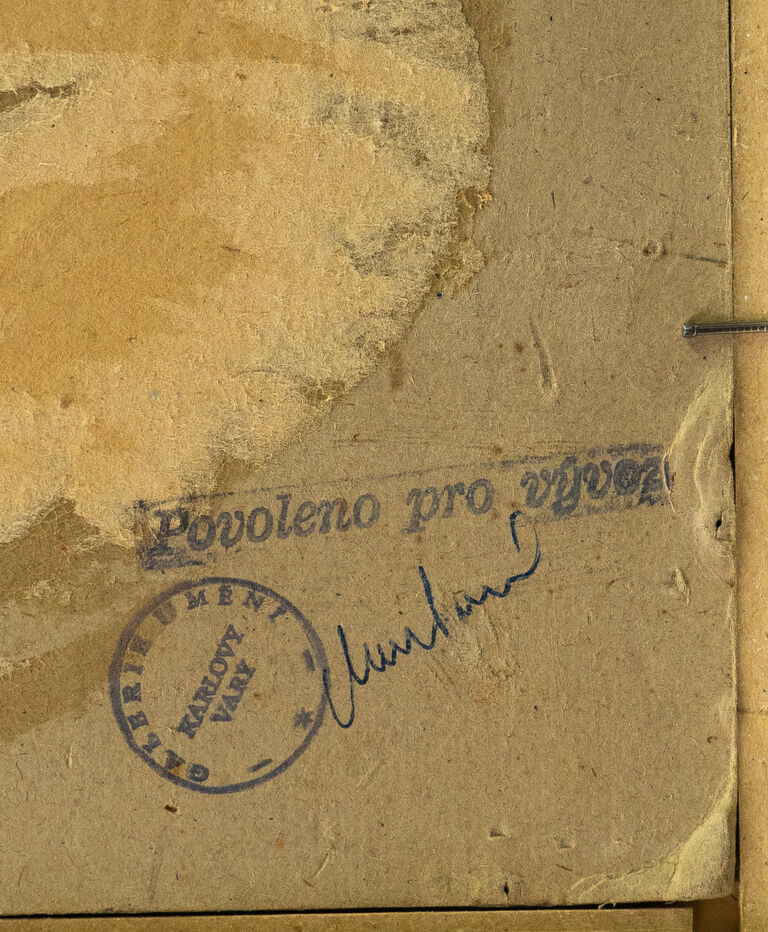 Povoleno pro vývoz
GALERIE UMĚNÍ
KARLOVY
VARY